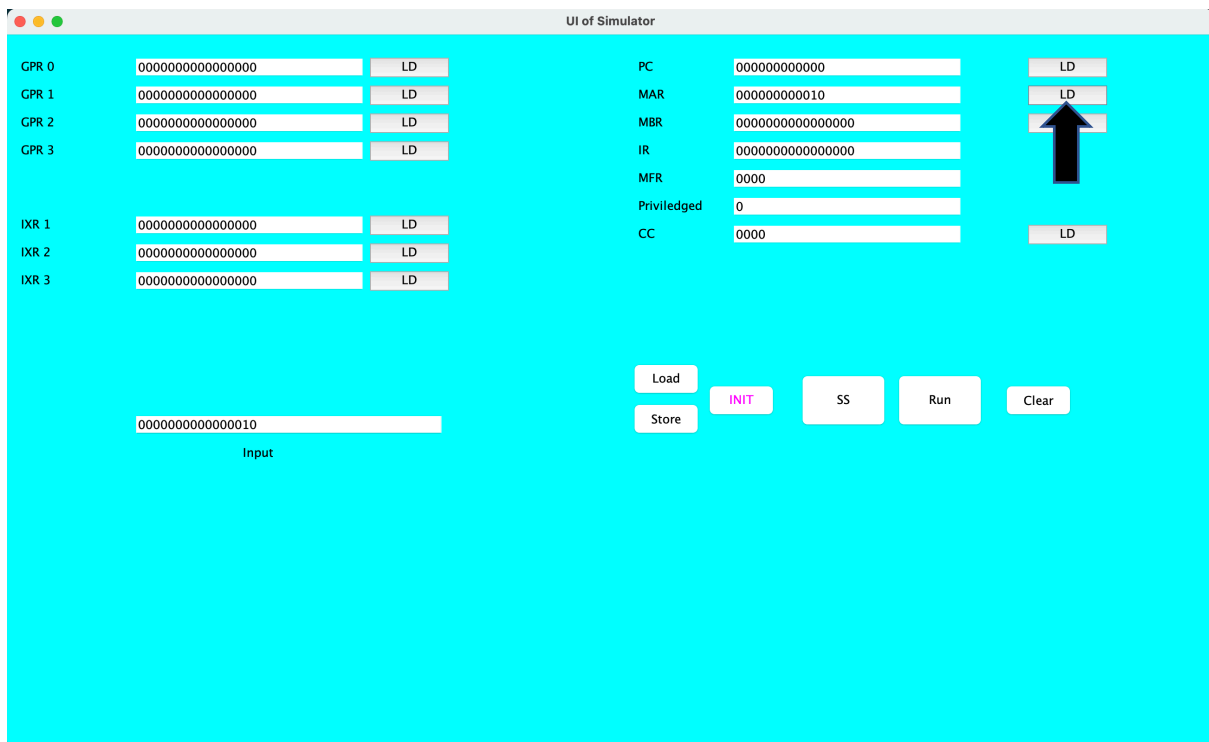 UI of Simulator
GPR 0 0000000000000000 LD
GPR 1 0000000000000000 LD
GPR 2 0000000000000000 LD
GPR 3 0000000000000000 LD
IXR 1 0000000000000000 LD
IXR 2 0000000000000000 LD
IXR 3 0000000000000000 LD
0000000000000010
Input
PC 000000000000 LD
MAR 000000000010 LD
MBR 0000000000000000
IR 0000000000000000
MFR 0000
Priviledged 0
CC 0000 LD
Load
Store
INIT
SS
Run
Clear